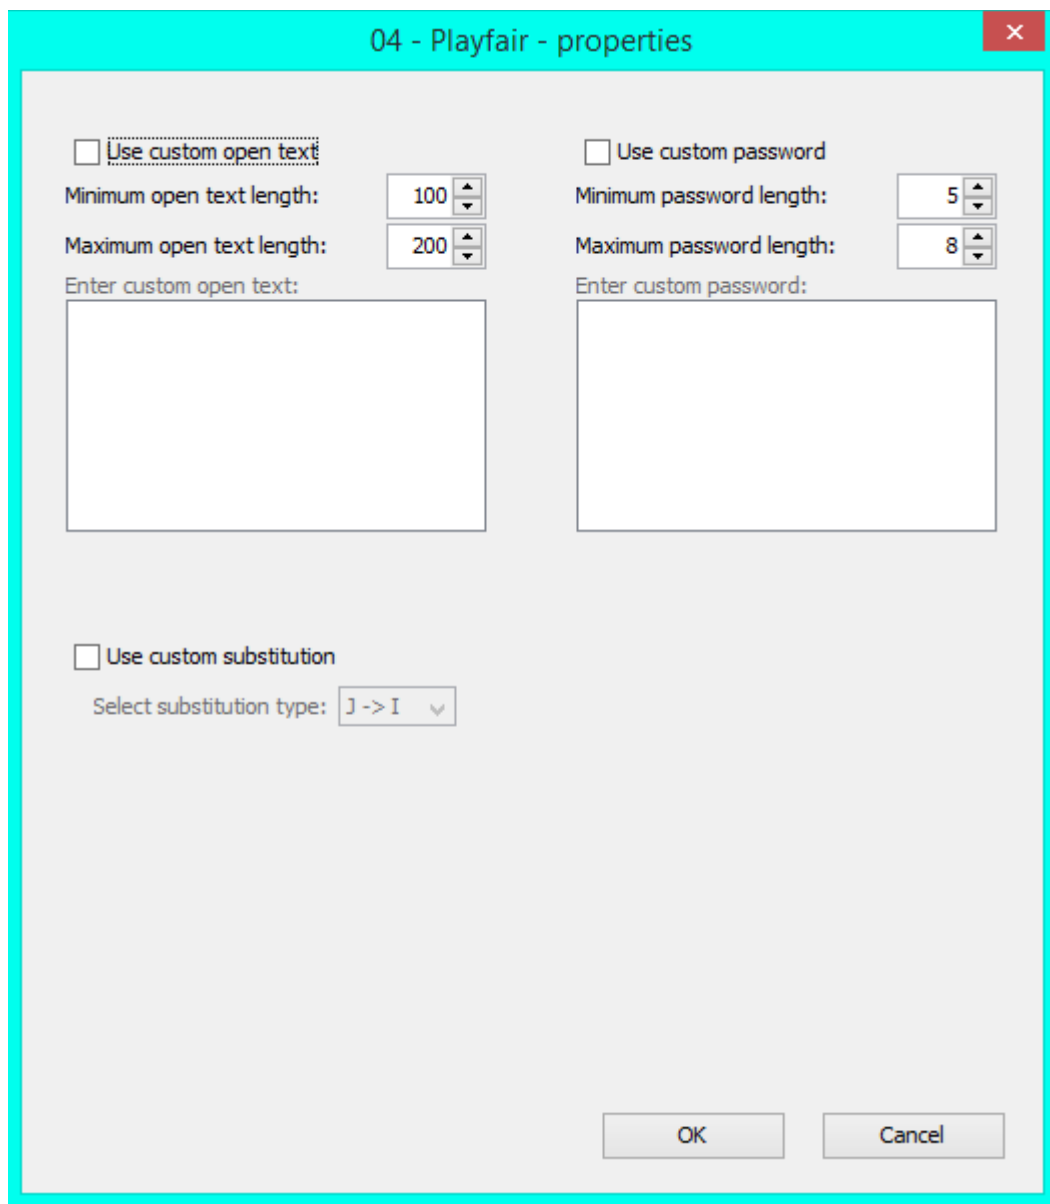 04 - Playfair - properties
Use custom open text
Minimum open text length: 100
Maximum open text length: 200
Enter custom open text:
Use custom password
Minimum password length: 5
Maximum password length: 8
Enter custom password:
Use custom substitution
Select substitution type: J -> I
OK
Cancel